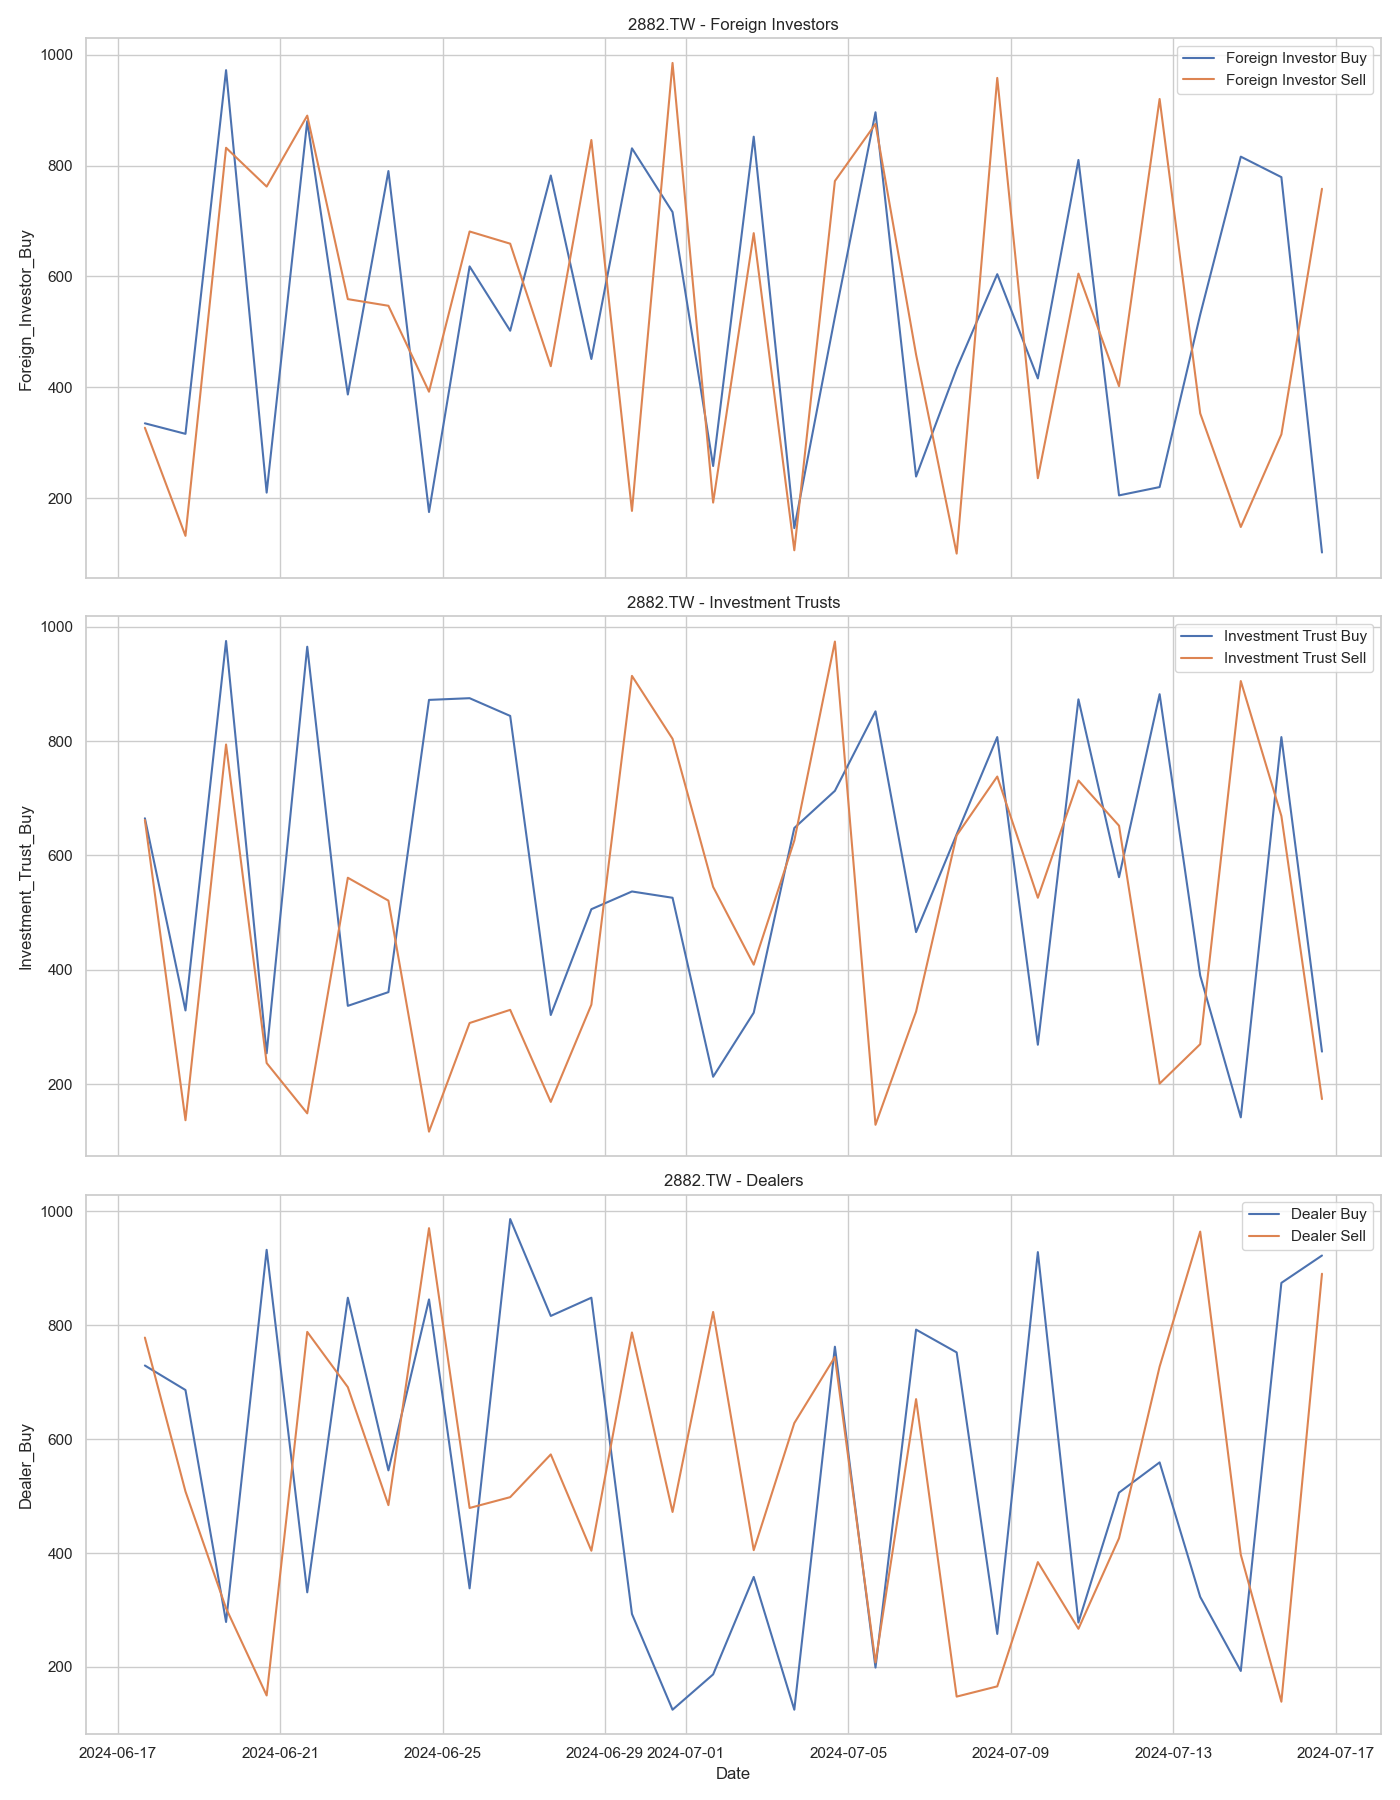 2882.TW - Foreign Investors
Foreign_Investor_Buy
1000
800
600
400
200
Foreign Investor Buy
Foreign Investor Sell
2882.TW - Investment Trusts
Investment_Trust_Buy
1000
800
600
400
200
Investment Trust Buy
Investment Trust Sell
2882.TW - Dealers
Dealer_Buy
1000
800
600
400
200
Dealer Buy
Dealer Sell
2024-06-17 2024-06-21 2024-06-25 2024-06-29 2024-07-01 2024-07-05 2024-07-09 2024-07-13 2024-07-17
Date